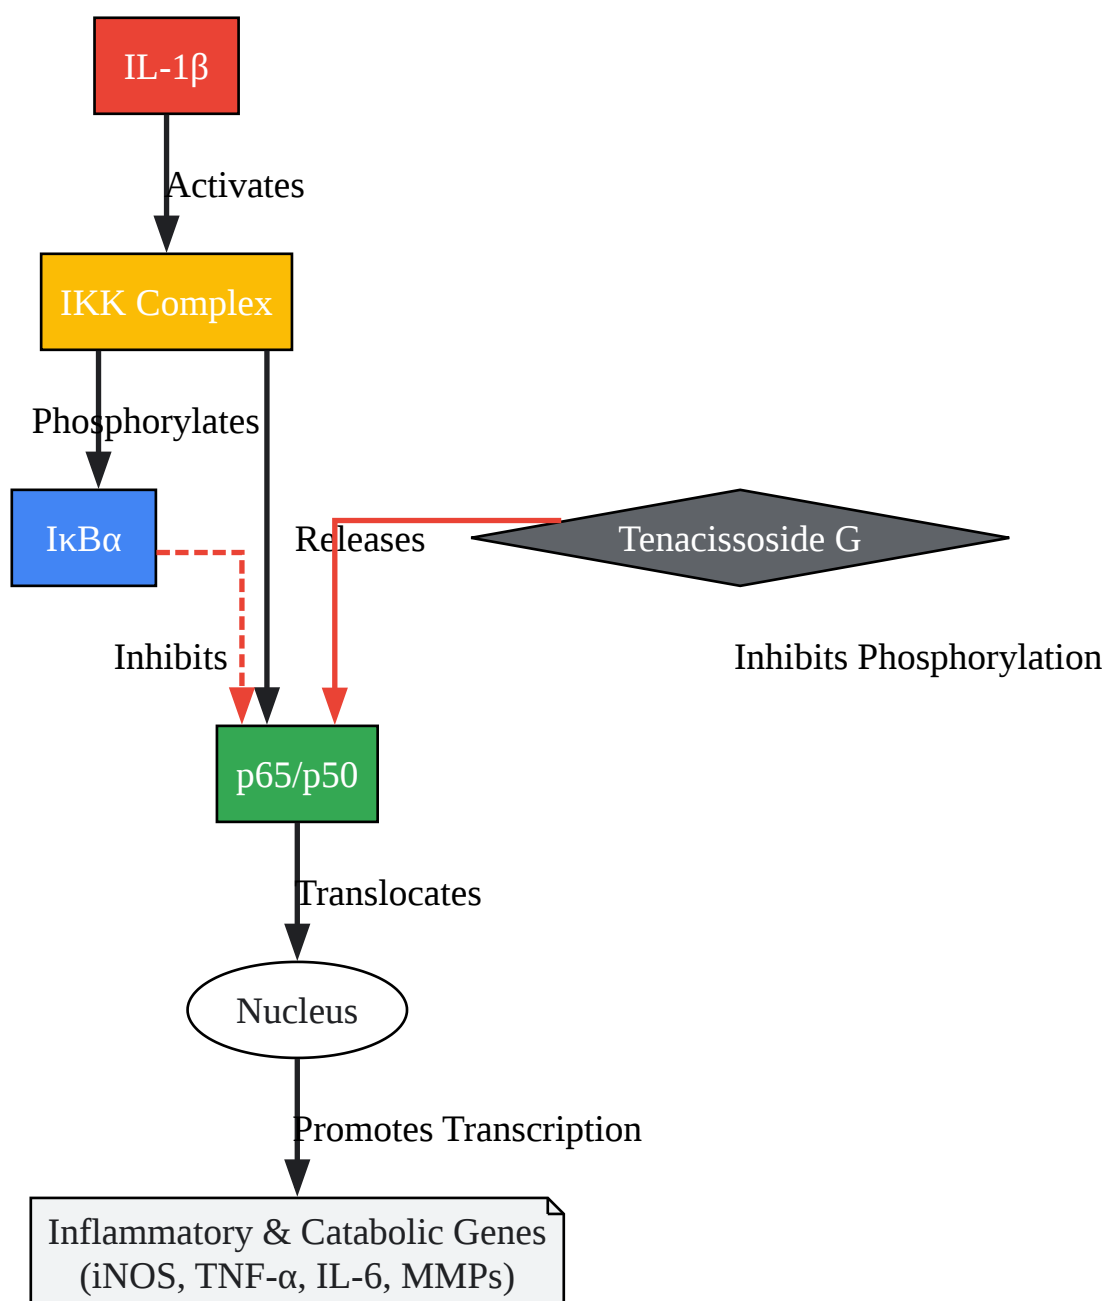 IL-1β
Activates
IKK Complex
Phosphorylates
IκBα
Releases
Tenacissoside G
Inhibits
Inhibits Phosphorylation
p65/p50
Translocates
Nucleus
Promotes Transcription
Inflammatory & Catabolic Genes
(iNOS, TNF-α, IL-6, MMPs)